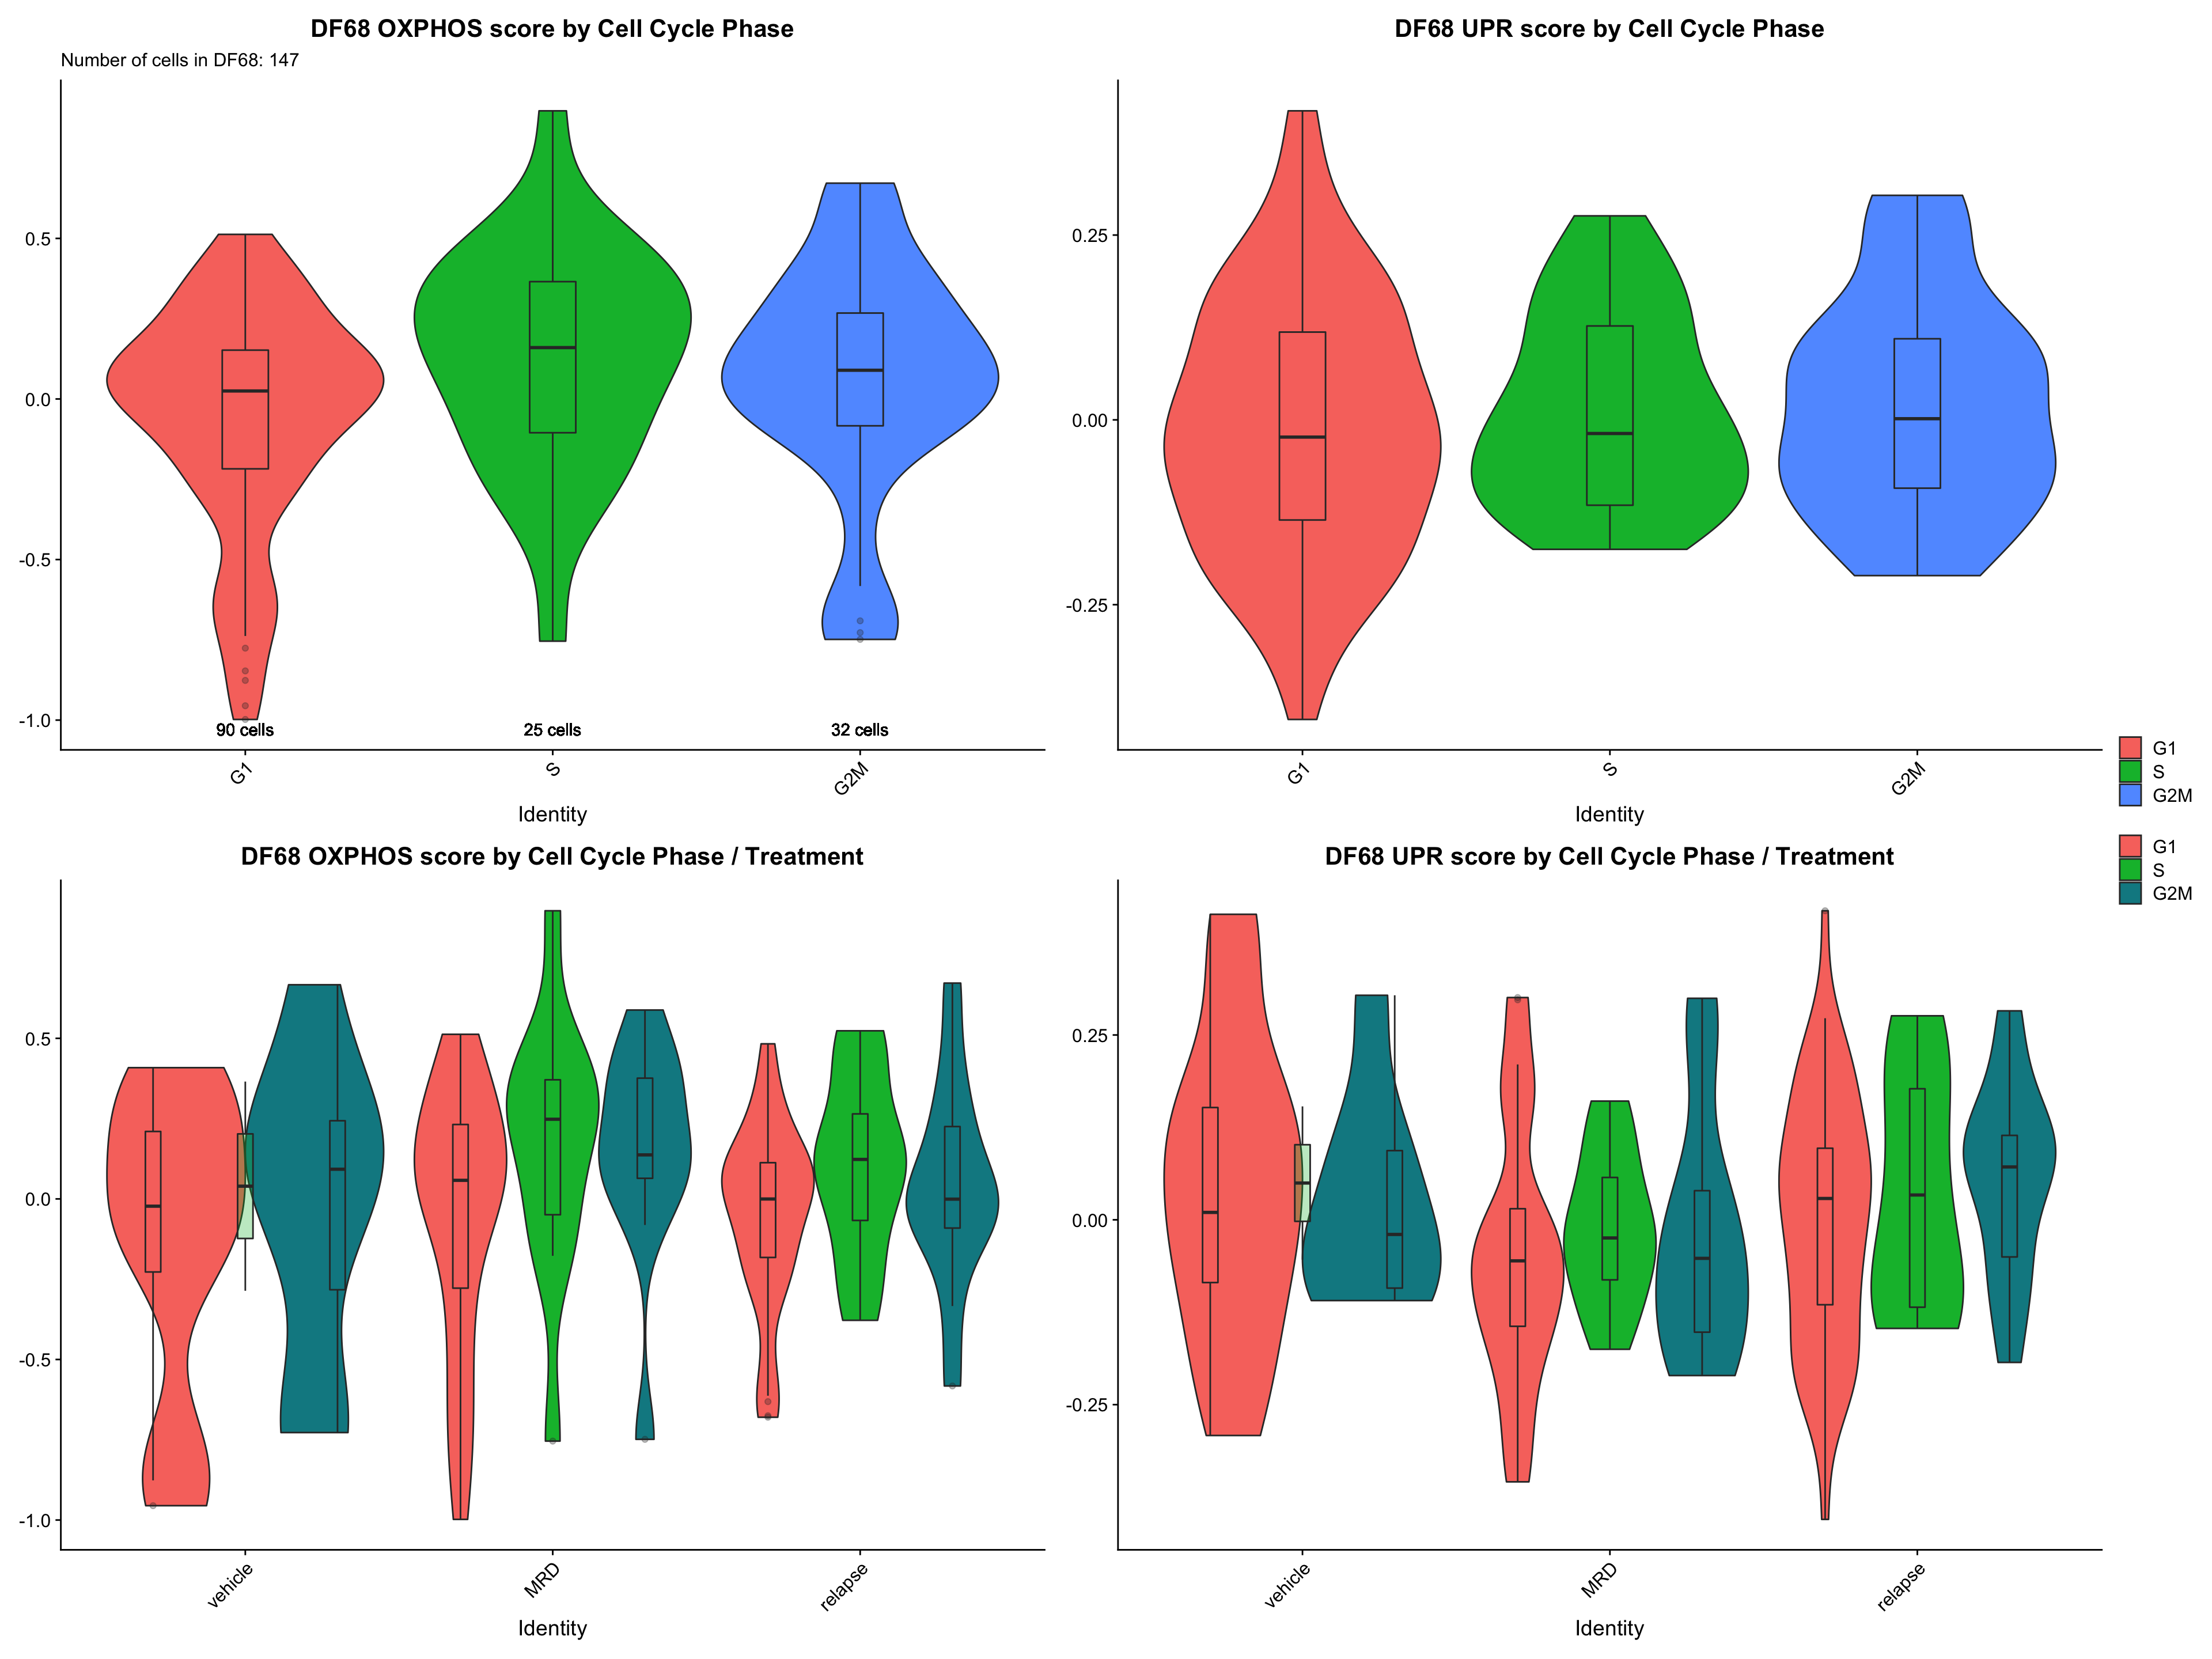 DF68 OXPHOS score by Cell Cycle Phase
Number of cells in DF68: 147
0.5
0.0
-0.5
-1.0
90 cells
25 cells
32 cells
G1
S
G2M
Identity
DF68 UPR score by Cell Cycle Phase
0.25
0.00
-0.25
G1
S
G2M
Identity
G1
S
G2M
G1
S
G2M
DF68 OXPHOS score by Cell Cycle Phase / Treatment
0.5
0.0
-0.5
-1.0
vehicle
MRD
relapse
Identity
DF68 UPR score by Cell Cycle Phase / Treatment
0.25
0.00
-0.25
vehicle
MRD
relapse
Identity